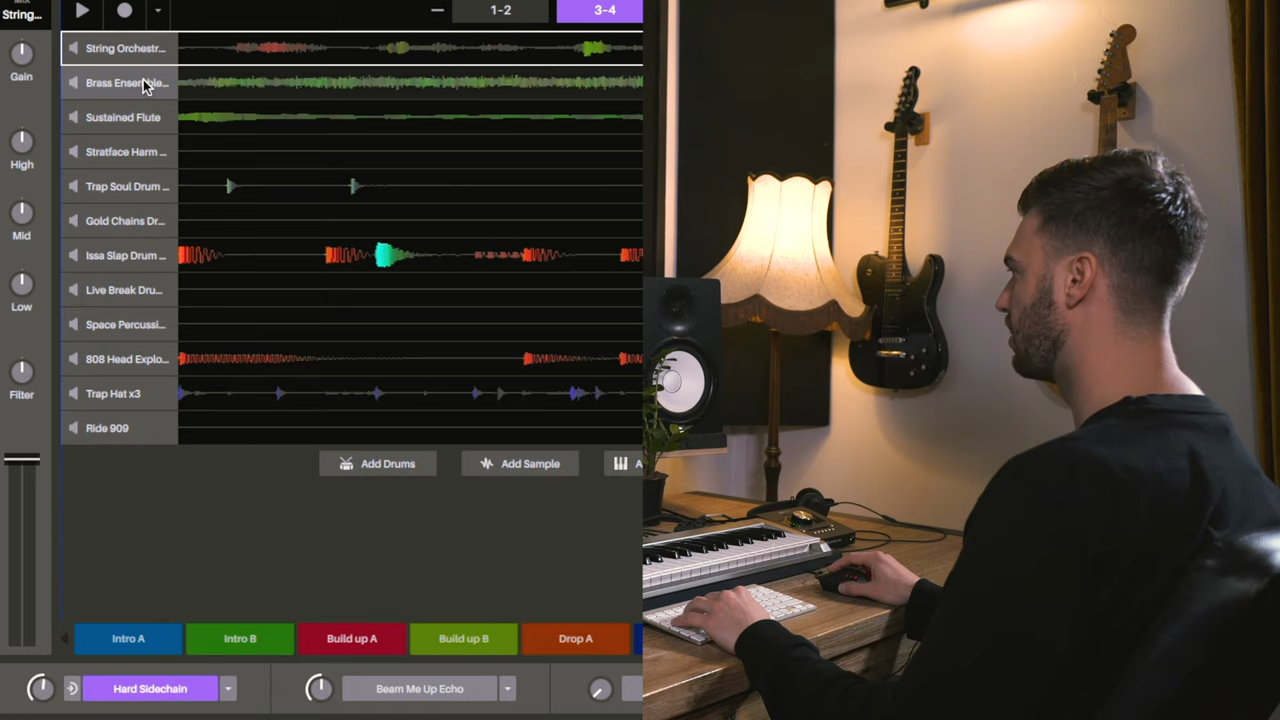 String...
1-2
3-4
Gain
High
Mid
Low
Filter
String Orchestr...
Brass Ensemble...
Sustained Flute
Stratface Harm ...
Trap Soul Drum ...
Gold Chains Dr...
Issa Slap Drum ...
Live Break Dru...
Space Percussi...
808 Head Explo...
Trap Hat x3
Ride 909
Add Drums
Add Sample
A
Intro A
Intro B
Build up A
Build up B
Drop A
Hard Sidechain
Beam Me Up Echo